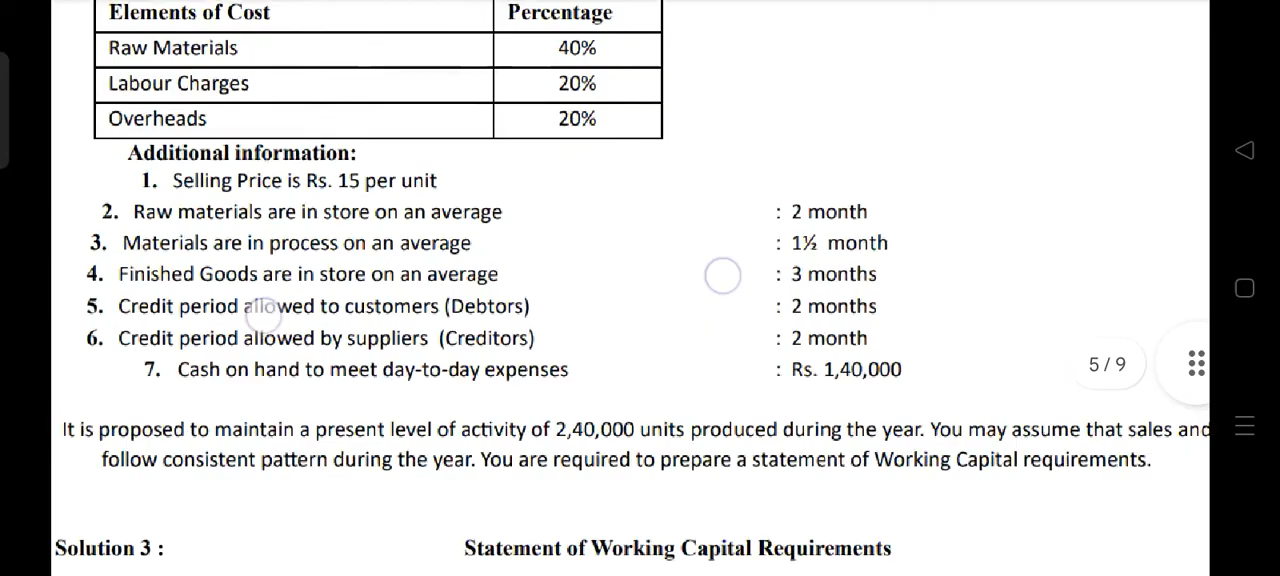 Elements of Cost Percentage
Raw Materials 40%
Labour Charges 20%
Overheads 20%
Additional information:
1. Selling Price is Rs. 15 per unit
2. Raw materials are in store on an average : 2 month
3. Materials are in process on an average : 1½ month
4. Finished Goods are in store on an average : 3 months
5. Credit period allowed to customers (Debtors) : 2 months
6. Credit period allowed by suppliers (Creditors) : 2 month
7. Cash on hand to meet day-to-day expenses : Rs. 1,40,000
5/9
It is proposed to maintain a present level of activity of 2,40,000 units produced during the year. You may assume that sales and
follow consistent pattern during the year. You are required to prepare a statement of Working Capital requirements.
Solution 3 : Statement of Working Capital Requirements